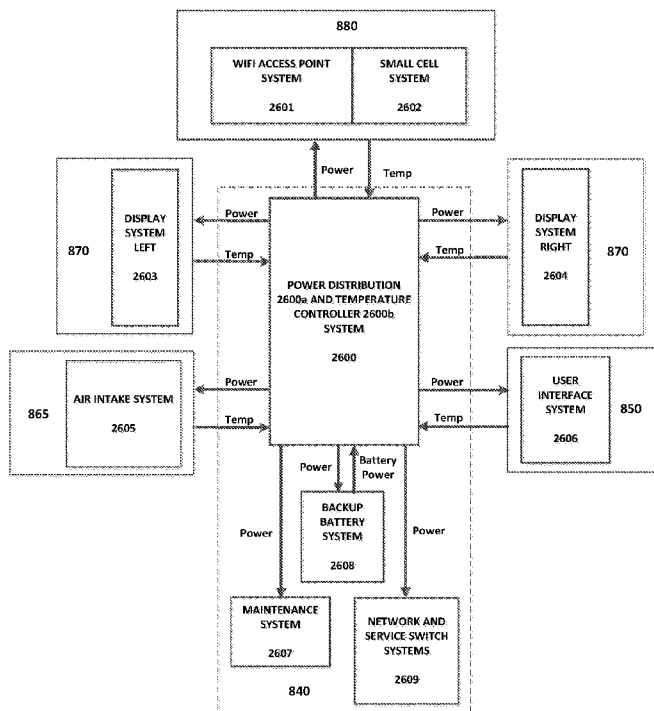 880
WIFI ACCESS POINT
SYSTEM
2601
SMALL CELL
SYSTEM
2602
Power
Temp
870
DISPLAY
SYSTEM
LEFT
2603
Power
Temp
POWER DISTRIBUTION
2600a AND TEMPERATURE
CONTROLLER 2600b
SYSTEM
2600
Power
Temp
DISPLAY
SYSTEM
RIGHT
2604
870
865
AIR INTAKE SYSTEM
2605
Power
Temp
Power
Temp
USER
INTERFACE
SYSTEM
2606
850
Power
Power
Battery
Power
Power
BACKUP
BATTERY
SYSTEM
2608
MAINTENANCE
SYSTEM
2607
NETWORK AND
SERVICE SWITCH
SYSTEMS
2609
840